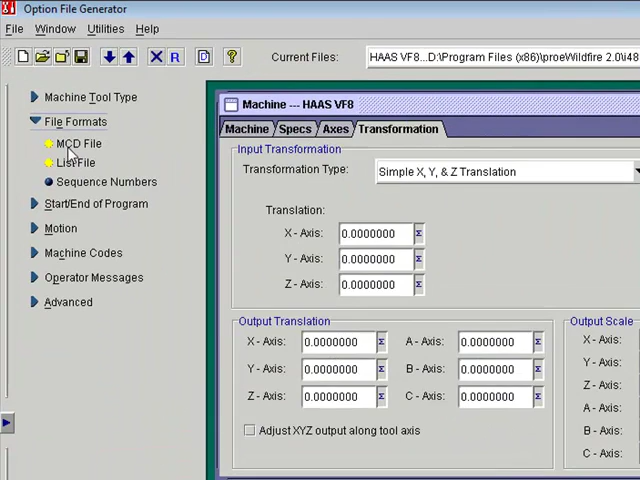 Option File Generator
File Window Utilities Help
X R ? Current Files: HAAS VF8...D:\Program Files (x86)\proeWildfire 2.0\i48
Machine Tool Type
File Formats
MCD File
List File
Sequence Numbers
Start/End of Program
Motion
Machine Codes
Operator Messages
Advanced
Machine --- HAAS VF8
Machine Specs Axes Transformation
Input Transformation
Transformation Type: Simple X, Y, & Z Translation
Translation:
X - Axis: 0.0000000 Σ
Y - Axis: 0.0000000 Σ
Z - Axis: 0.0000000 Σ
Output Translation
X - Axis: 0.0000000 Σ A - Axis: 0.0000000 Σ
Y - Axis: 0.0000000 Σ B - Axis: 0.0000000 Σ
Z - Axis: 0.0000000 Σ C - Axis: 0.0000000 Σ
Adjust XYZ output along tool axis
Output Scale
X - Axis:
Y - Axis:
Z - Axis:
A - Axis:
B - Axis:
C - Axis: